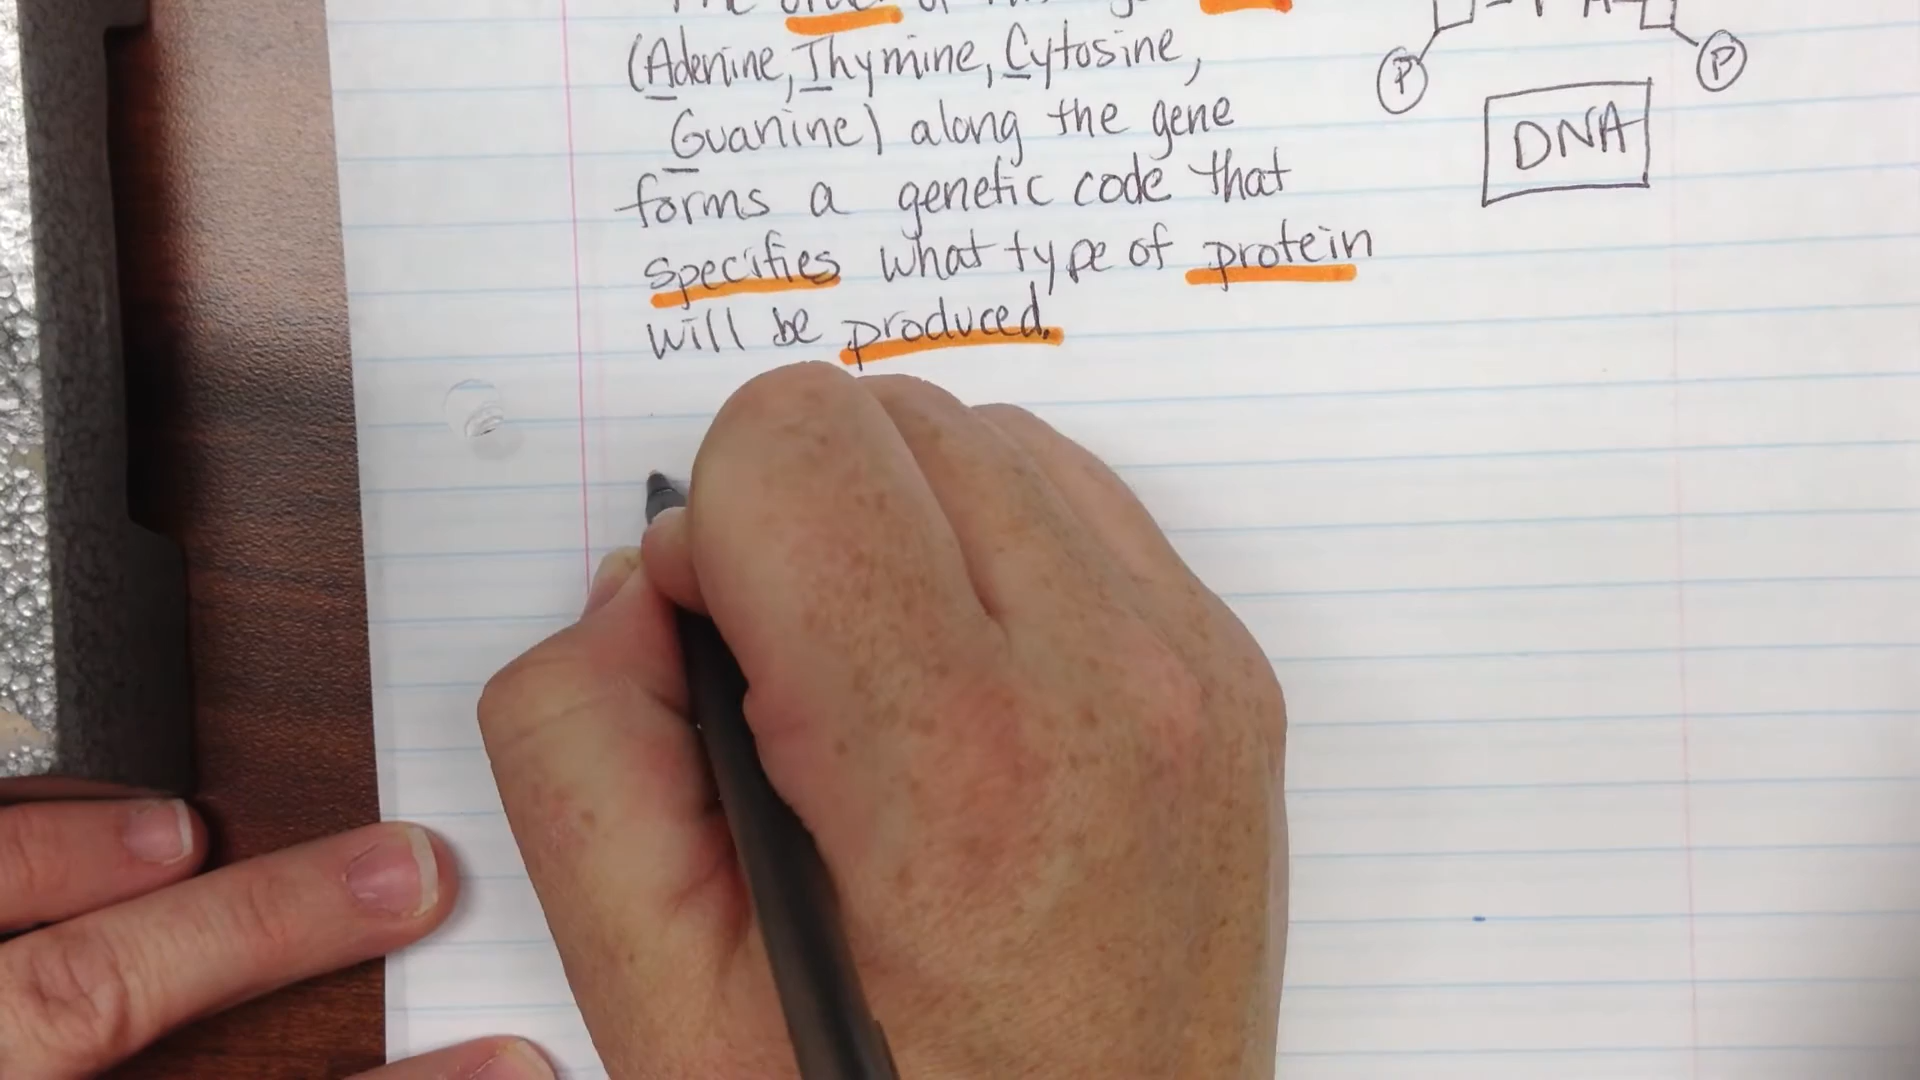 (Adenine, Thymine, Cytosine,
Guanine) along the gene
forms a genetic code that
specifies what type of protein
will be produced.
P
P
DNA